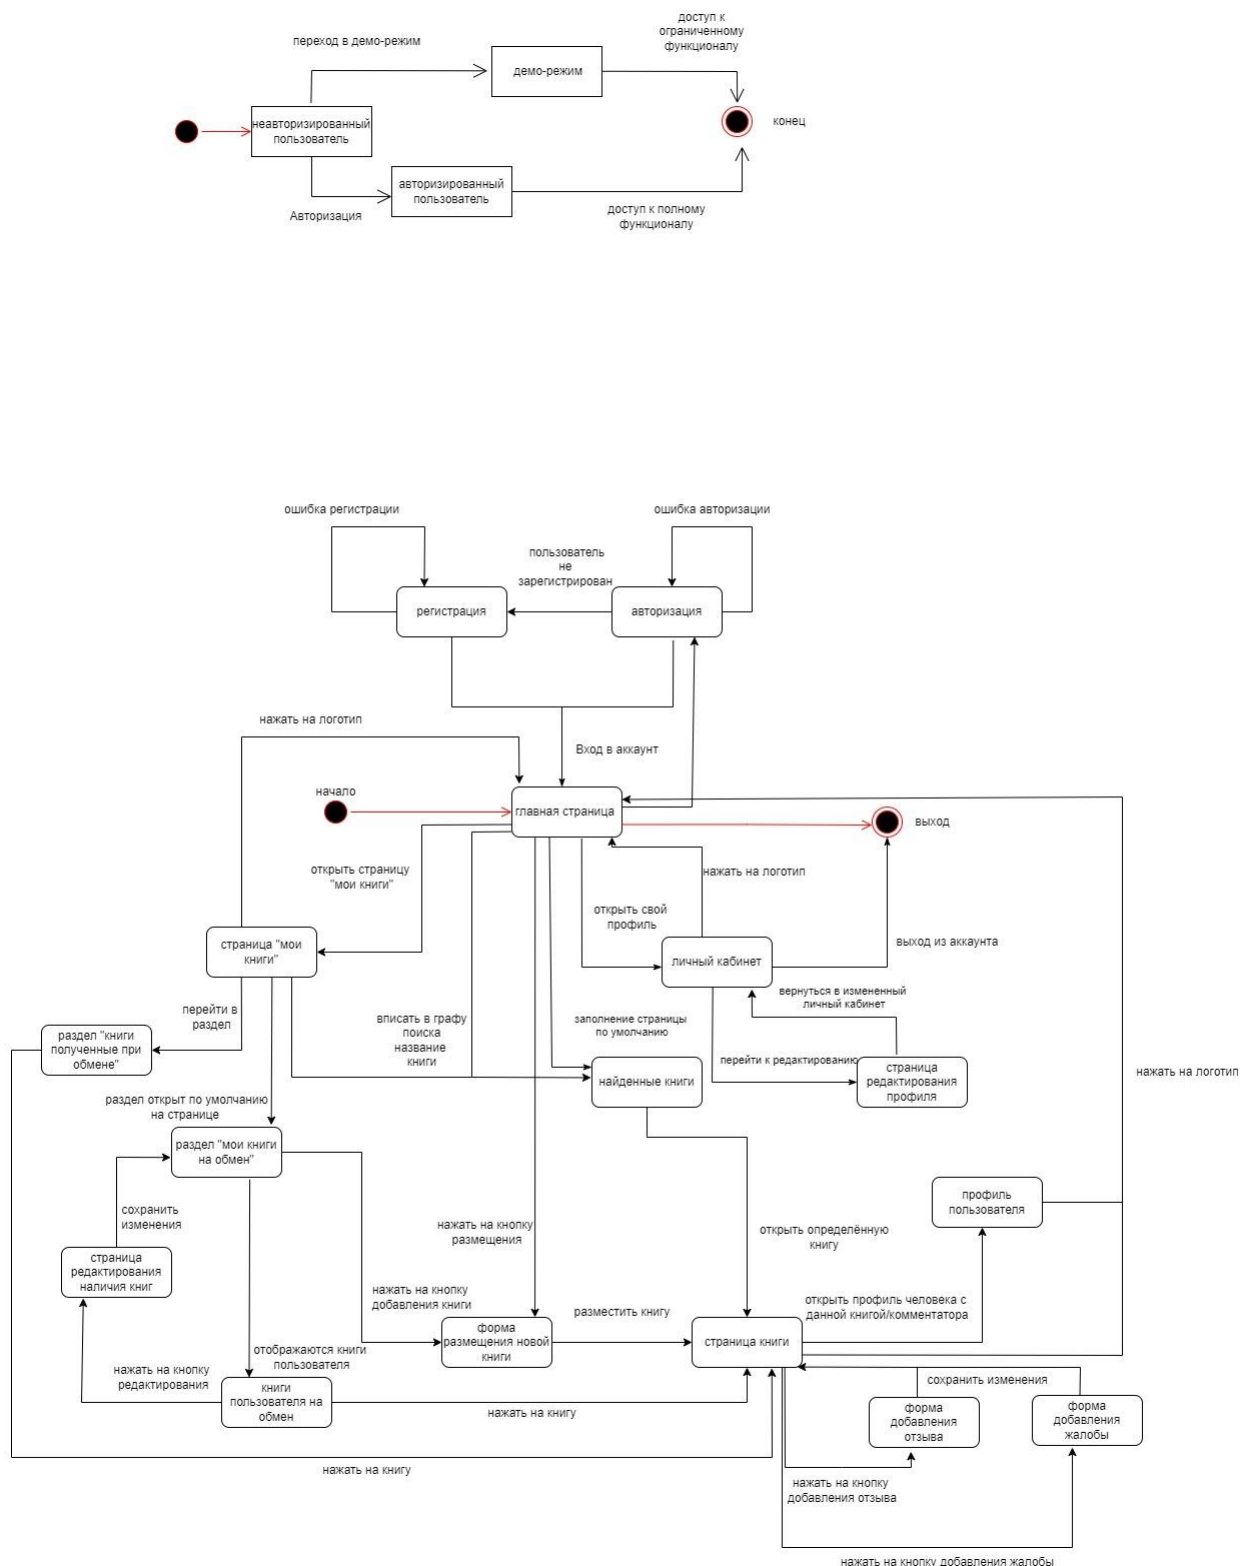 доступ к
ограниченному
функционалу
переход в демо-режим
демо-режим
неавторизированный
пользователь
конец
авторизированный
пользователь
Авторизация
доступ к полному
функционалу
ошибка регистрации
ошибка авторизации
пользователь
не
зарегистрирован
регистрация
авторизация
нажать на логотип
Вход в аккаунт
начало
главная страница
выход
открыть страницу
"мои книги"
нажать на логотип
открыть свой
профиль
страница "мои
книги"
личный кабинет
выход из аккаунта
вернуться в измененный
личный кабинет
перейти в
раздел
вписать в графу
поиска
название
книги
заполнение страницы
по умолчанию
раздел "книги
полученные при
обмене"
перейти к редактированию
найденные книги
страница
редактирования
профиля
нажать на логотип
раздел открыт по умолчанию
на странице
раздел "мои книги
на обмен"
сохранить
изменения
нажать на кнопку
размещения
открыть определённую
книгу
профиль
пользователя
страница
редактирования
наличия книг
нажать на кнопку
добавления книги
разместить книгу
открыть профиль человека с
данной книгой/комментатора
форма
размещения новой
книги
страница книги
отображаются книги
пользователя
нажать на кнопку
редактирования
книги
пользователя на
обмен
нажать на книгу
сохранить изменения
форма
добавления
отзыва
форма
добавления
жалобы
нажать на книгу
нажать на кнопку
добавления отзыва
нажать на кнопку добавления жалобы